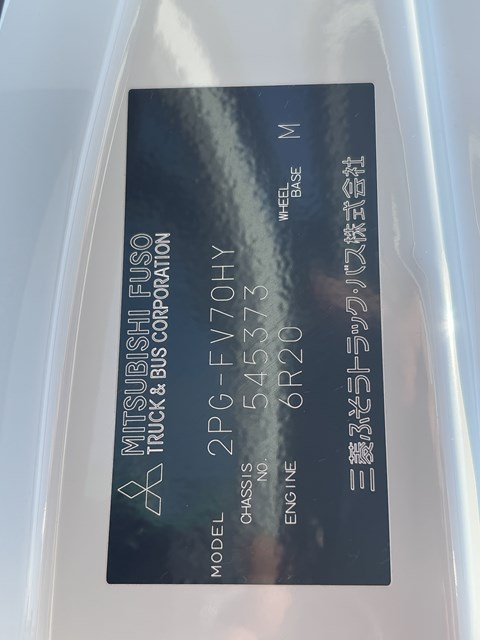 MITSUBISHI FUSO
TRUCK & BUS CORPORATION
MODEL 2PG-FV70HY
CHASSIS NO. 545373
ENGINE 6R20 WHEEL BASE M
三菱ふそうトラック・バス株式会社